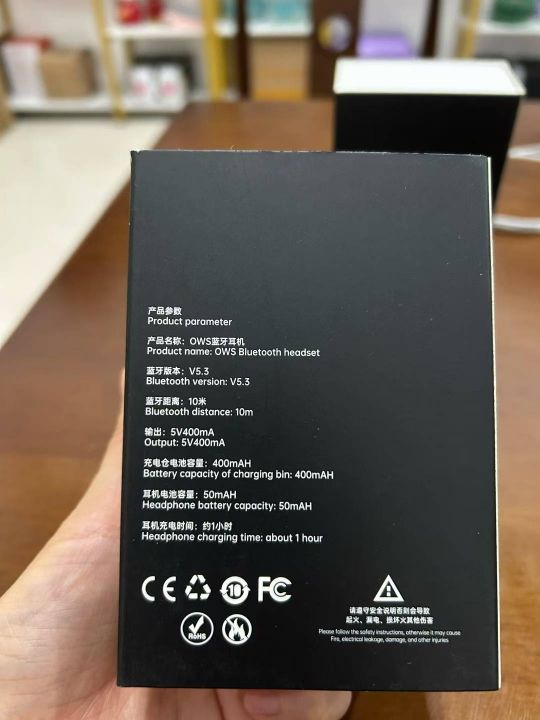 产品参数
Product parameter
产品名称：OWS蓝牙耳机
Product name: OWS Bluetooth headset
蓝牙版本：V5.3
Bluetooth version: V5.3
蓝牙距离：10米
Bluetooth distance: 10m
输出：5V400mA
Output: 5V400mA
充电仓电池容量：400mAH
Battery capacity of charging bin: 400mAH
耳机电池容量：50mAH
Headphone battery capacity: 50mAH
耳机充电时间：约1小时
Headphone charging time: about 1 hour
CE 10 FC
RoHS
请遵守安全说明否则会导致
起火、漏电、损坏火其他伤害
Please follow the safety instructions, otherwise it may cause
Fire, electrical leakage, damage, and other injuries